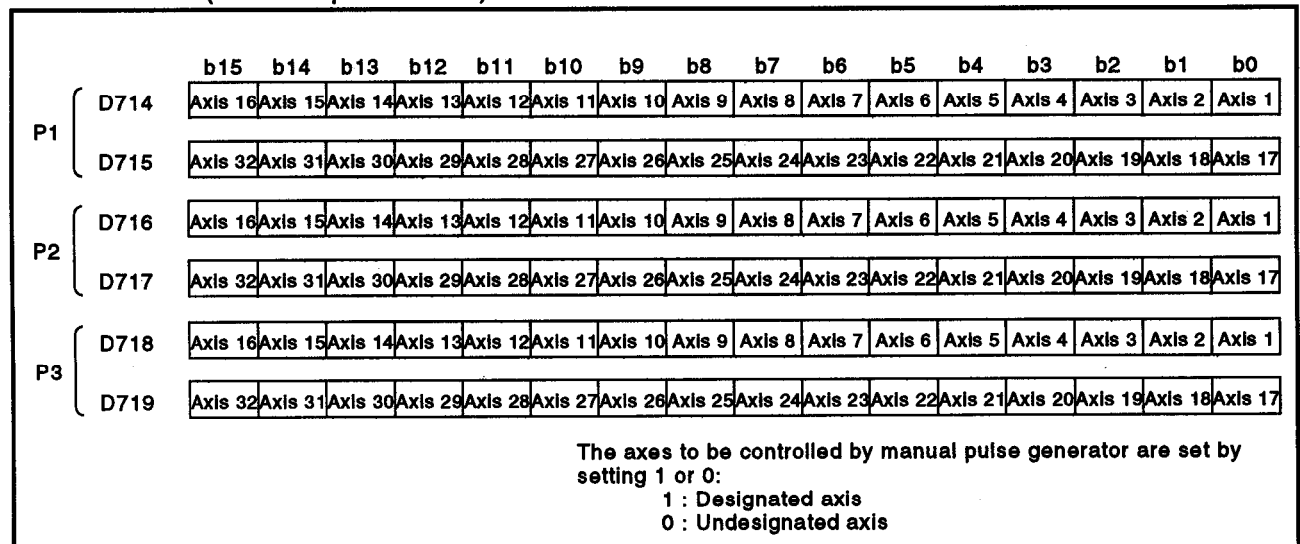 b15 b14 b13 b12 b11 b10 b9 b8 b7 b6 b5 b4 b3 b2 b1 b0
P1
D714 Axis 16 Axis 15 Axis 14 Axis 13 Axis 12 Axis 11 Axis 10 Axis 9 Axis 8 Axis 7 Axis 6 Axis 5 Axis 4 Axis 3 Axis 2 Axis 1
D715 Axis 32 Axis 31 Axis 30 Axis 29 Axis 28 Axis 27 Axis 26 Axis 25 Axis 24 Axis 23 Axis 22 Axis 21 Axis 20 Axis 19 Axis 18 Axis 17
P2
D716 Axis 16 Axis 15 Axis 14 Axis 13 Axis 12 Axis 11 Axis 10 Axis 9 Axis 8 Axis 7 Axis 6 Axis 5 Axis 4 Axis 3 Axis 2 Axis 1
D717 Axis 32 Axis 31 Axis 30 Axis 29 Axis 28 Axis 27 Axis 26 Axis 25 Axis 24 Axis 23 Axis 22 Axis 21 Axis 20 Axis 19 Axis 18 Axis 17
P3
D718 Axis 16 Axis 15 Axis 14 Axis 13 Axis 12 Axis 11 Axis 10 Axis 9 Axis 8 Axis 7 Axis 6 Axis 5 Axis 4 Axis 3 Axis 2 Axis 1
D719 Axis 32 Axis 31 Axis 30 Axis 29 Axis 28 Axis 27 Axis 26 Axis 25 Axis 24 Axis 23 Axis 22 Axis 21 Axis 20 Axis 19 Axis 18 Axis 17
The axes to be controlled by manual pulse generator are set by
setting 1 or 0:
1 : Designated axis
0 : Undesignated axis